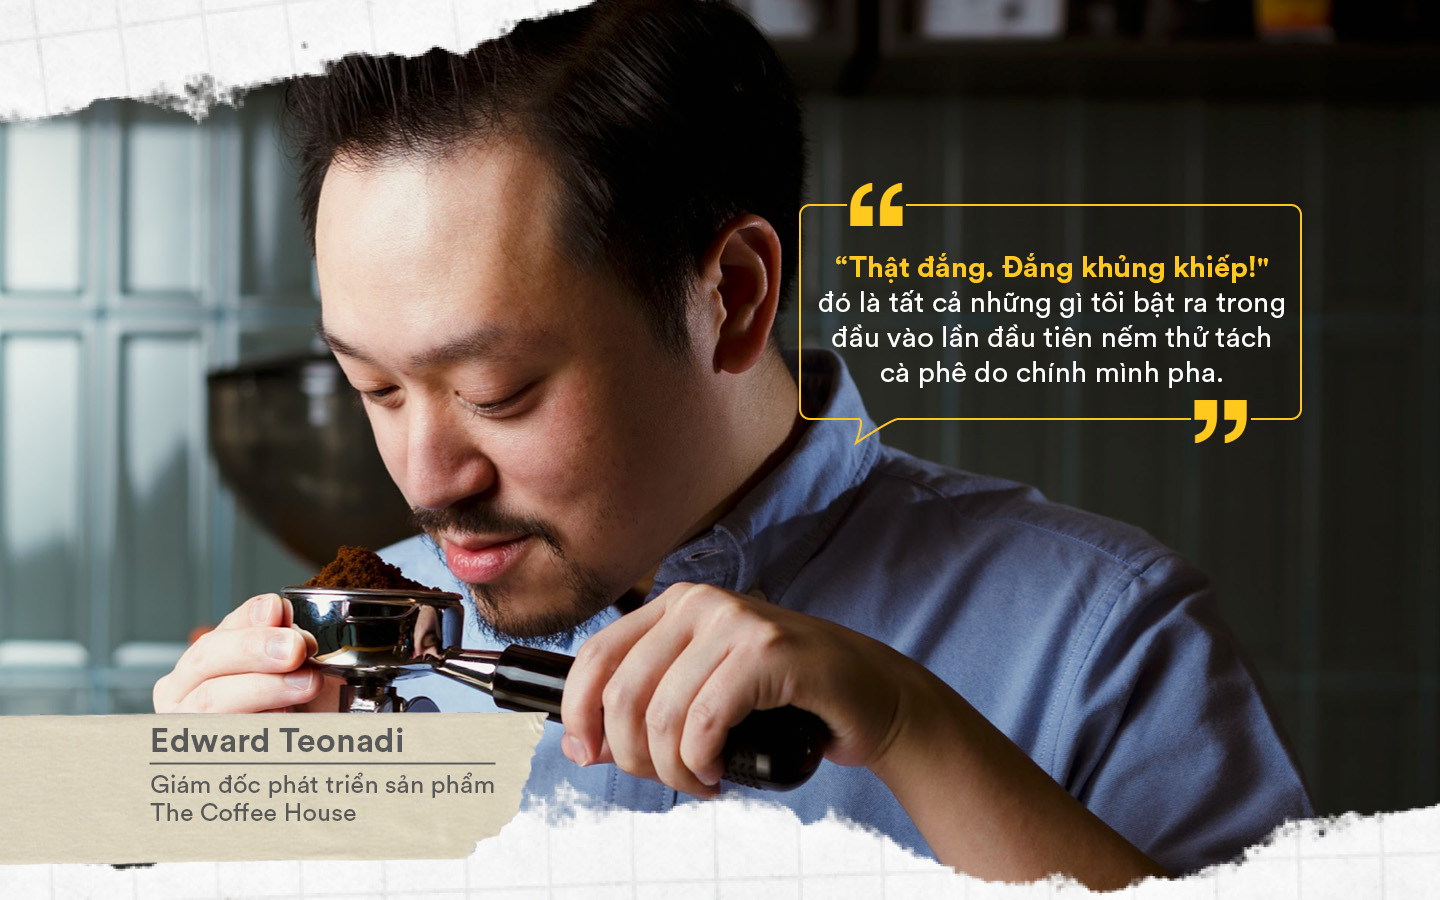 “Thật đắng. Đắng khủng khiếp!"
đó là tất cả những gì tôi bật ra trong
đầu vào lần đầu tiên nếm thử tách
cà phê do chính mình pha.
Edward Teonadi
Giám đốc phát triển sản phẩm
The Coffee House